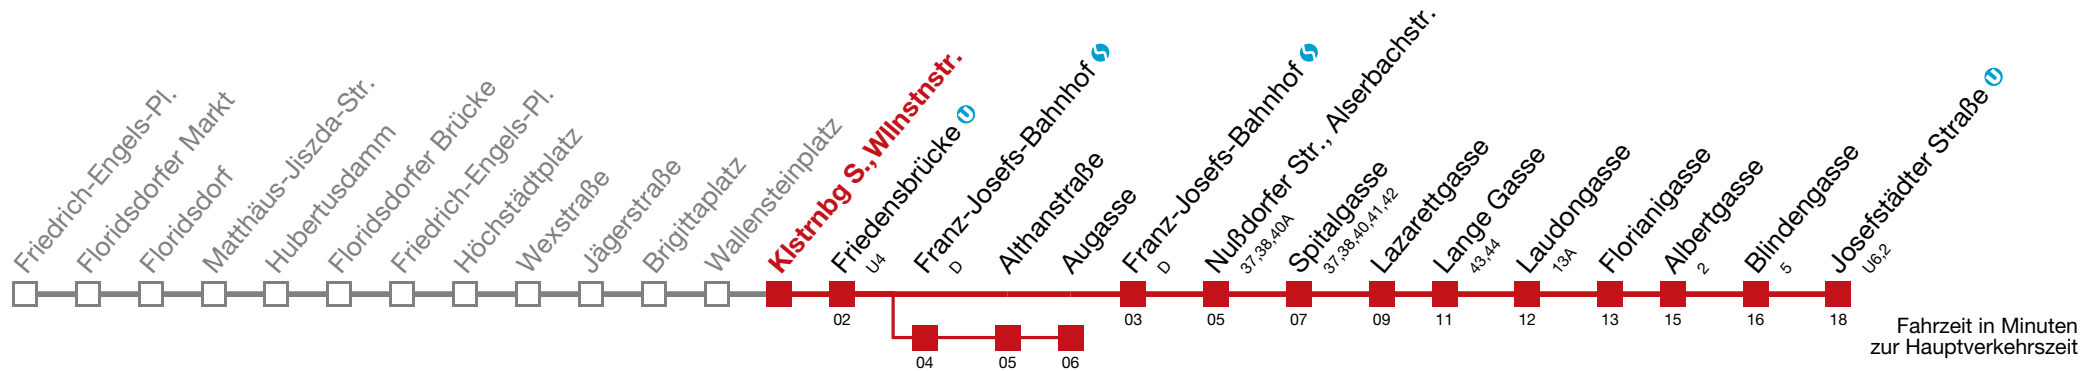 Friedrich-Engels-Pl.
Floridsdorfer Markt
Floridsdorf
Matthäus-Jiszda-Str.
Hubertusdamm
Floridsdorfer Brücke
Friedrich-Engels-Pl.
Höchstädtplatz
Wexstraße
Jägerstraße
Brigittaplatz
Wallensteinplatz
Klstrnbg S., Wllnstnstr.
Friedensbrücke U
U4
Franz-Josefs-Bahnhof
D
Althanstraße
Augasse
Franz-Josefs-Bahnhof
D
Nußdorfer Str., Alserbachstr.
37,38,40A
Spitalgasse
37,38,40,41,42
Lazarettgasse
Lange Gasse
43,44
Laudongasse
13A
Florianigasse
Albertgasse
2
Blindengasse
5
Josefstädter Straße U
U6,2
02
03
05
07
09
11
12
13
15
16
18
04
05
06
Fahrzeit in Minuten
zur Hauptverkehrszeit